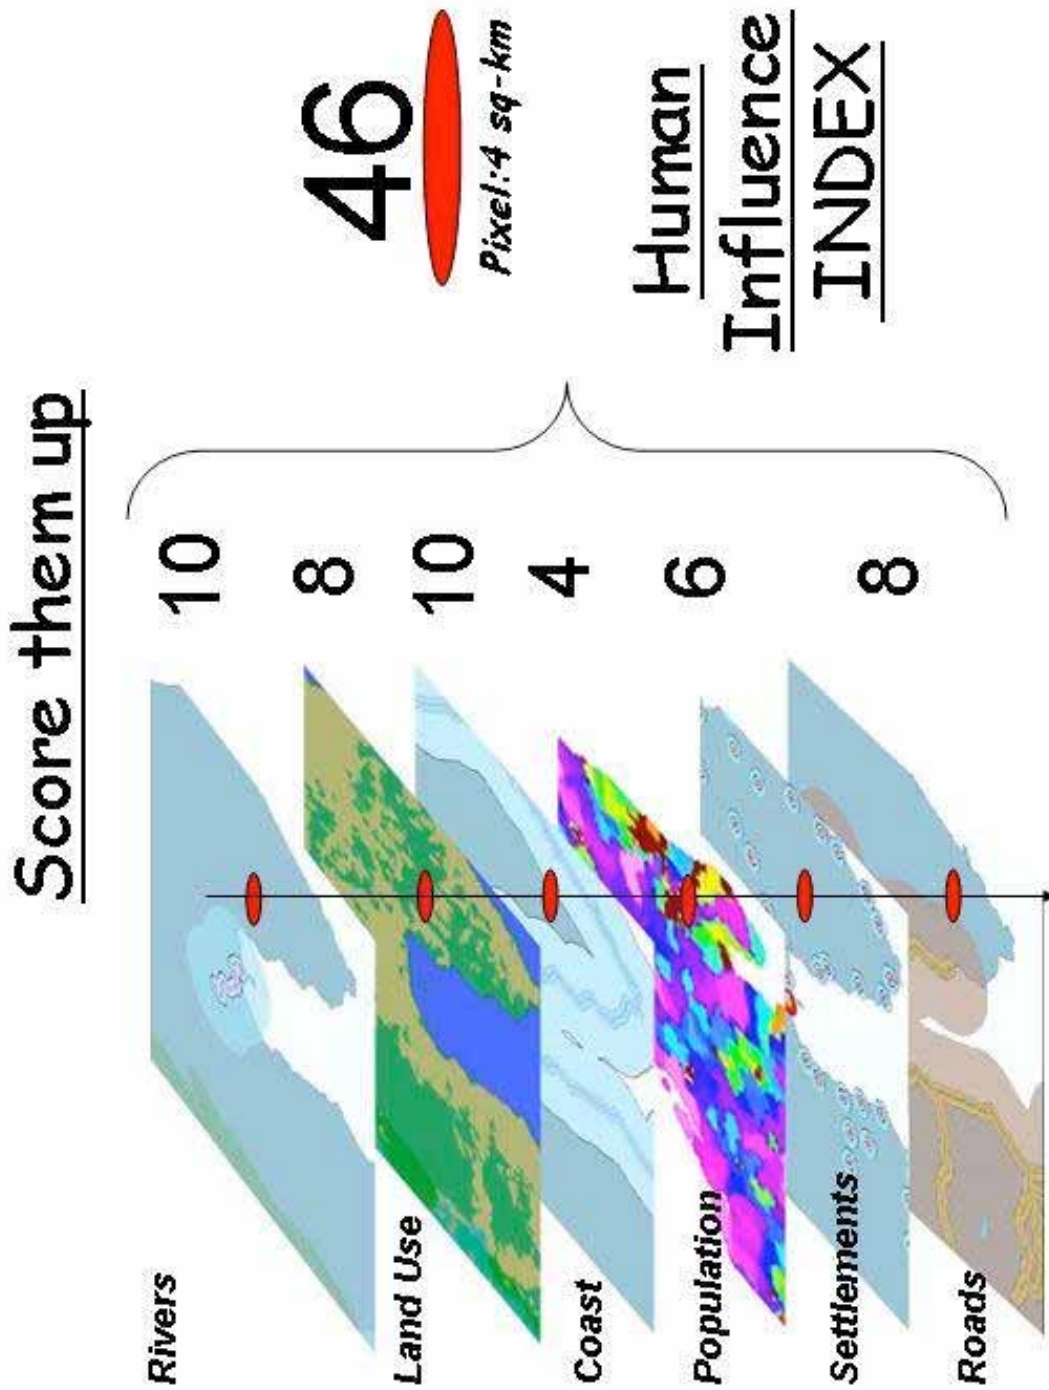 Score them up
Rivers
10
Land Use
8
Coast
10
Population
4
Settlements
6
Roads
8
46
Pixel:4 sq-km
Human
Influence
INDEX